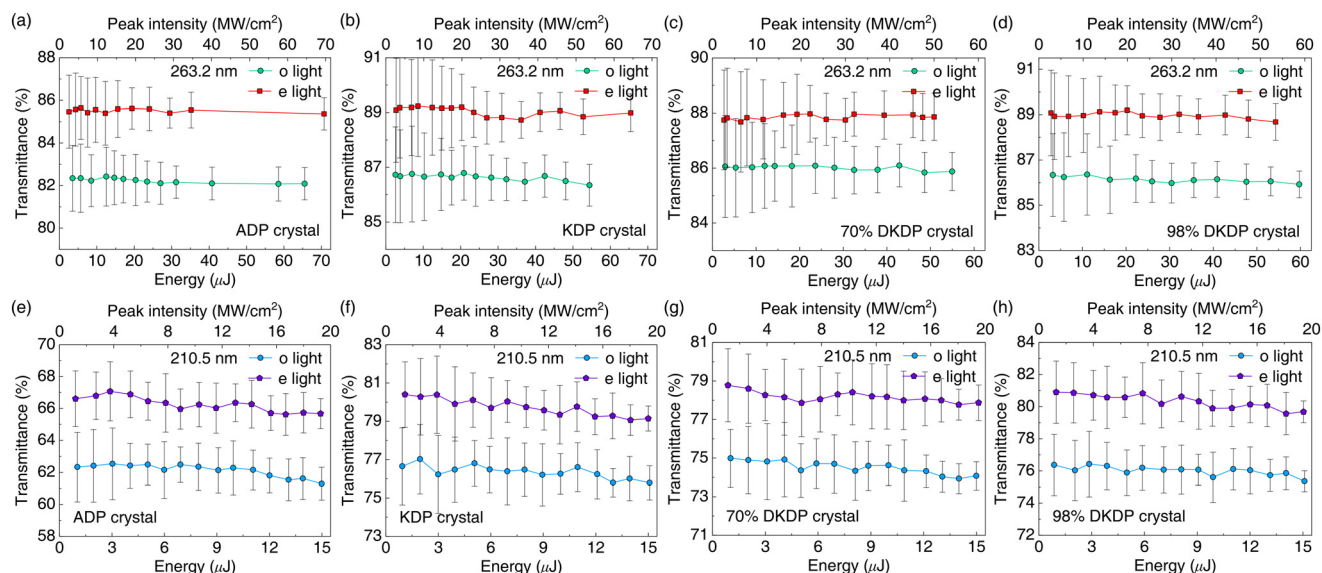 (a) Peak intensity (MW/cm²)
0 10 20 30 40 50 60 70
263.2 nm
o light
e light
Transmittance (%)
88
86
84
82
80
ADP crystal
0 10 20 30 40 50 60 70
Energy (μJ)
(b) Peak intensity (MW/cm²)
0 10 20 30 40 50 60 70
263.2 nm
o light
e light
Transmittance (%)
91
89
87
85
KDP crystal
0 10 20 30 40 50 60 70
Energy (μJ)
(c) Peak intensity (MW/cm²)
0 10 20 30 40 50 60
263.2 nm
o light
e light
Transmittance (%)
90
88
86
84
83
70% DKDP crystal
0 10 20 30 40 50 60
Energy (μJ)
(d) Peak intensity (MW/cm²)
0 10 20 30 40 50 60
263.2 nm
o light
e light
Transmittance (%)
91
89
87
85
83
98% DKDP crystal
0 10 20 30 40 50 60
Energy (μJ)
(e) Peak intensity (MW/cm²)
0 4 8 12 16 20
210.5 nm
o light
e light
Transmittance (%)
70
68
66
64
62
60
58
ADP crystal
0 3 6 9 12 15
Energy (μJ)
(f) Peak intensity (MW/cm²)
0 4 8 12 16 20
210.5 nm
o light
e light
Transmittance (%)
83
81
79
77
75
73
KDP crystal
0 3 6 9 12 15
Energy (μJ)
(g) Peak intensity (MW/cm²)
0 4 8 12 16 20
210.5 nm
o light
e light
Transmittance (%)
81
79
77
75
73
71
70% DKDP crystal
0 3 6 9 12 15
Energy (μJ)
(h) Peak intensity (MW/cm²)
0 4 8 12 16 20
210.5 nm
o light
e light
Transmittance (%)
84
82
80
78
76
74
72
98% DKDP crystal
0 3 6 9 12 15
Energy (μJ)